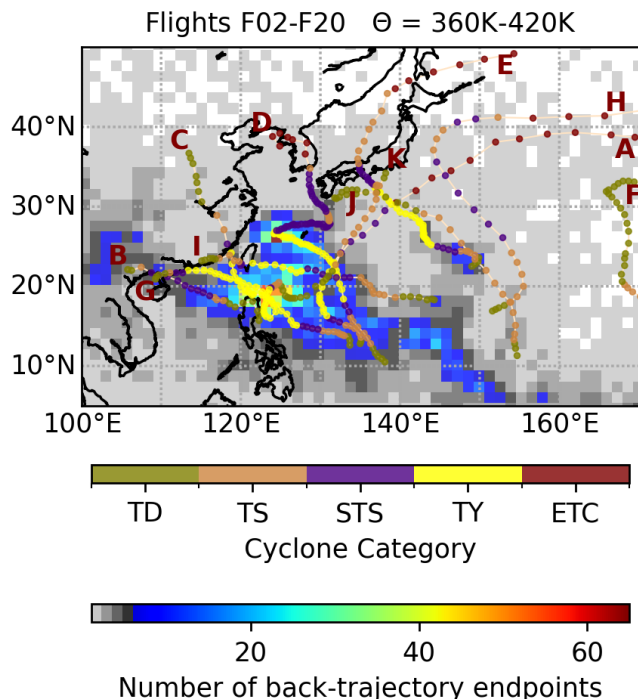 Flights F02-F20 Θ = 360K-420K
E
H
40°N
D
A
C
K
30°N
J
F
I
B
20°N
G
10°N
100°E 120°E 140°E 160°E
TD TS STS TY ETC
Cyclone Category
20 40 60
Number of back-trajectory endpoints